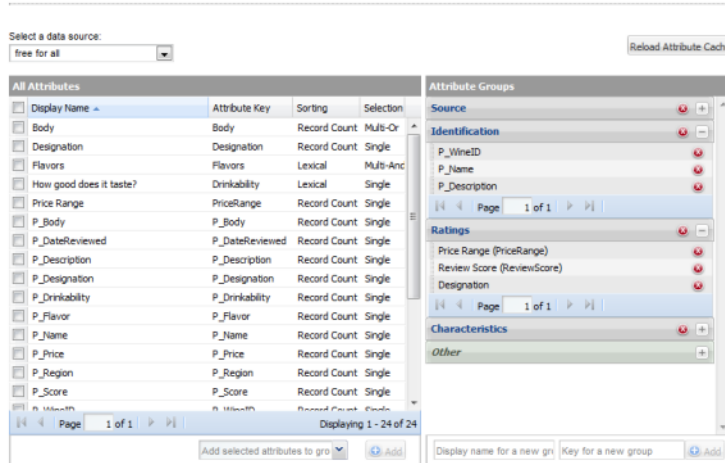 Select a data source:
free for all
Reload Attribute Cach
All Attributes
Display Name Attribute Key Sorting Selection
Body Body Record Count Multi-Or
Designation Designation Record Count Single
Flavors Flavors Lexical Multi-Anc
How good does it taste? Drinkability Lexical Single
Price Range PriceRange Record Count Single
P_Body P_Body Record Count Single
P_DateReviewed P_DateReviewed Record Count Single
P_Description P_Description Record Count Single
P_Designation P_Designation Record Count Single
P_Drinkability P_Drinkability Record Count Single
P_Flavor P_Flavor Record Count Single
P_Name P_Name Record Count Single
P_Price P_Price Record Count Single
P_Region P_Region Record Count Single
P_Score P_Score Record Count Single
P_WineID P_WineID Record Count Single
Page 1 of 1 Displaying 1 - 24 of 24
Add selected attributes to gro Add
Attribute Groups
Source
Identification
P_WineID
P_Name
P_Description
Page 1 of 1
Ratings
Price Range (PriceRange)
Review Score (ReviewScore)
Designation
Page 1 of 1
Characteristics
Other
Display name for a new gri Key for a new group Add